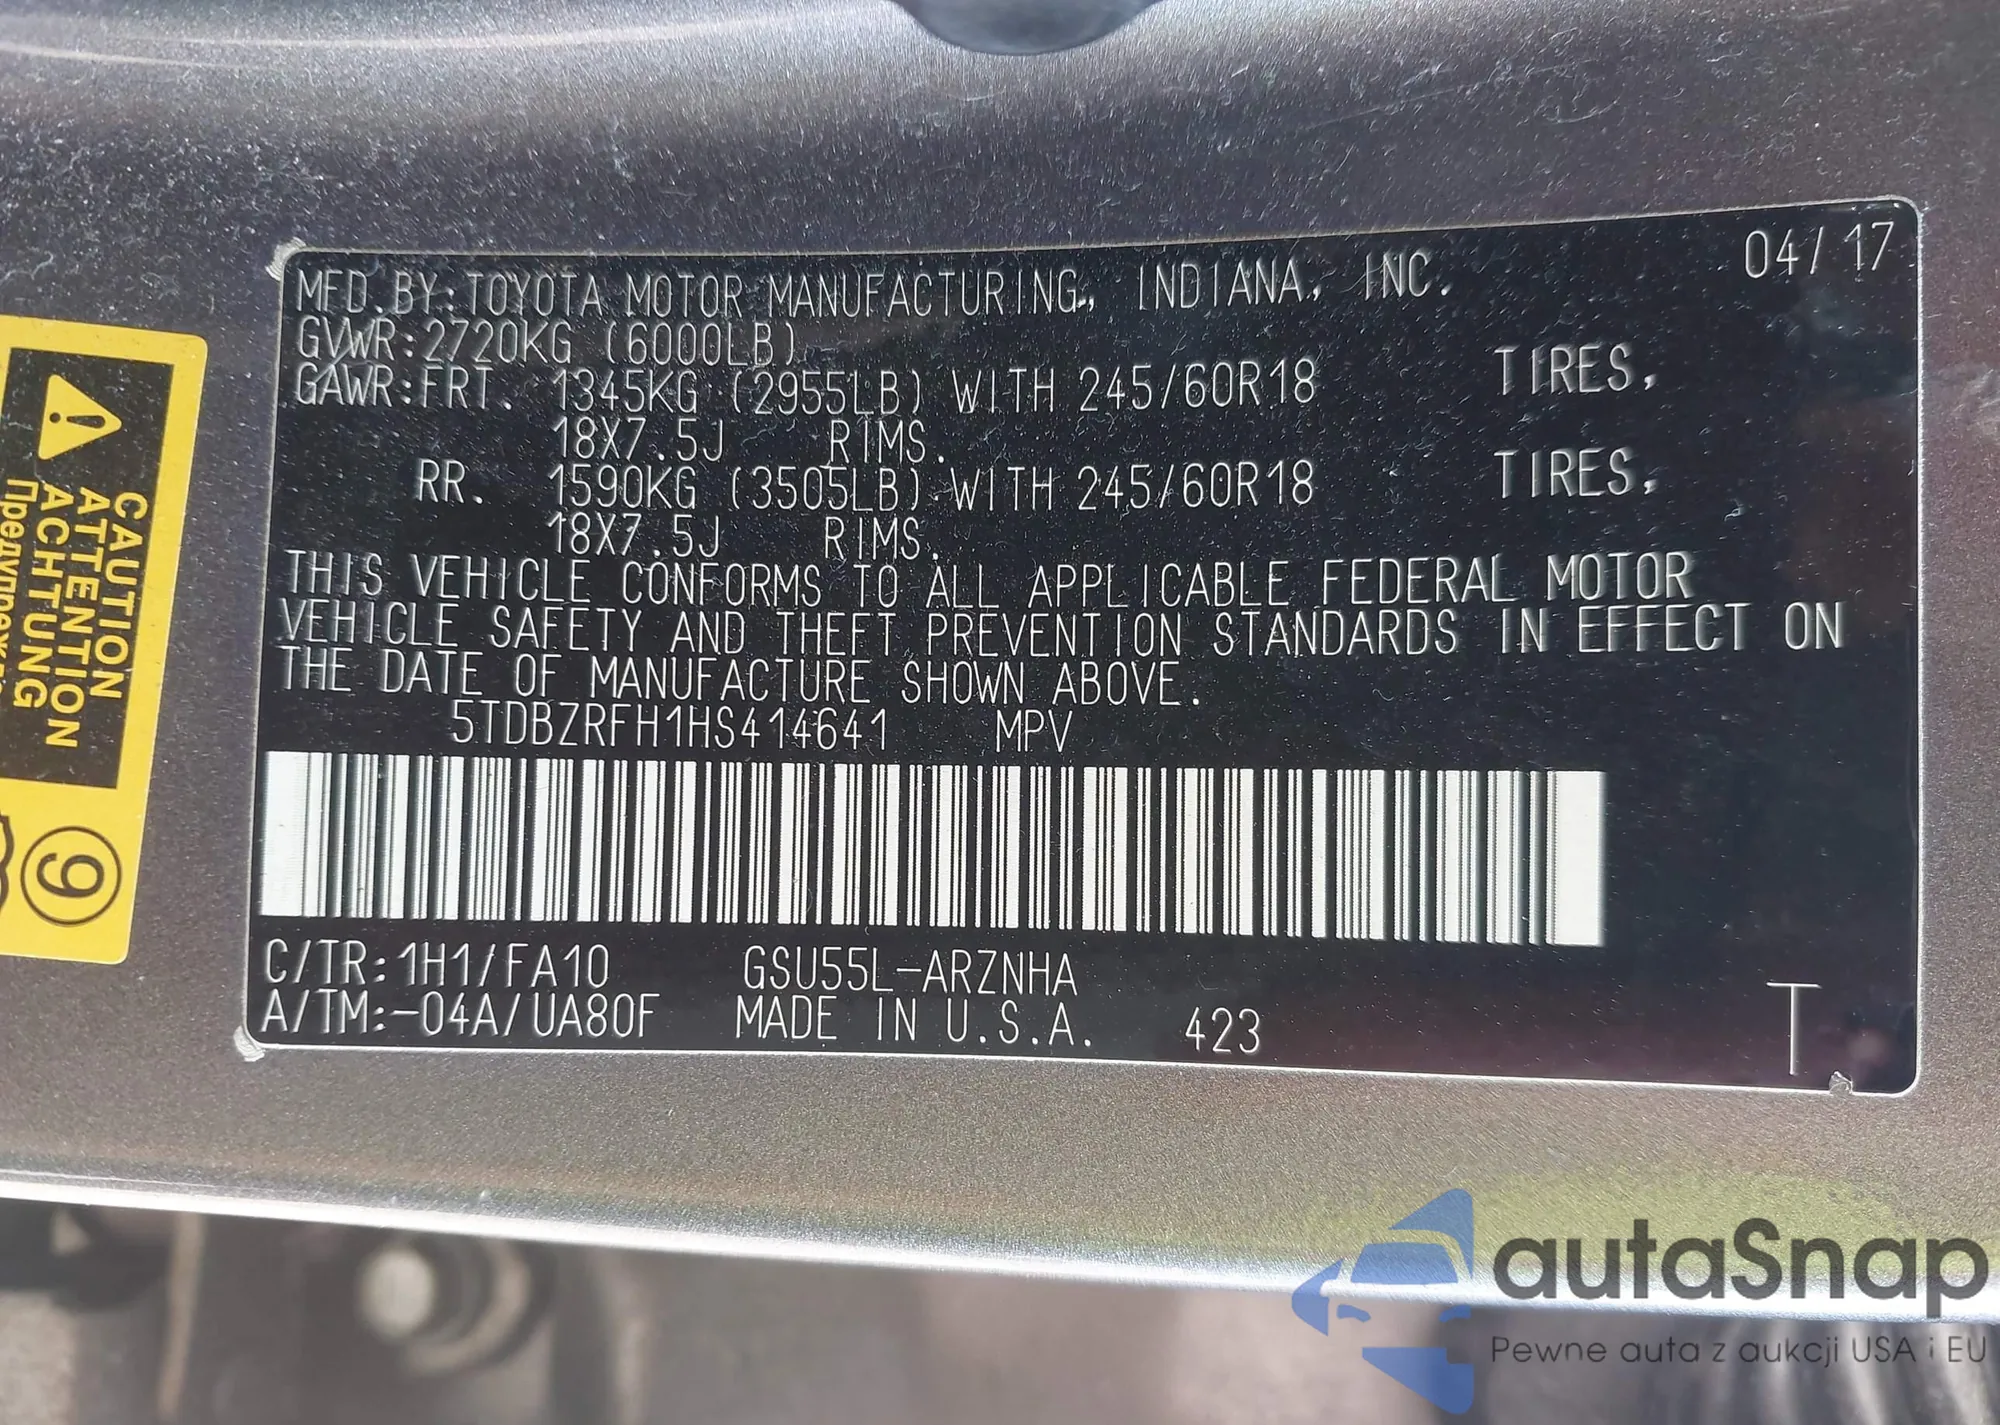 04/17
MFD.BY:TOYOTA MOTOR MANUFACTURING, INDIANA, INC.
GVWR:2720KG (6000LB)
GAWR:FRT. 1345KG (2955LB) WITH 245/60R18 TIRES,
18X7.5J RIMS.
RR. 1590KG (3505LB) WITH 245/60R18 TIRES,
18X7.5J RIMS.
THIS VEHICLE CONFORMS TO ALL APPLICABLE FEDERAL MOTOR
VEHICLE SAFETY AND THEFT PREVENTION STANDARDS IN EFFECT ON
THE DATE OF MANUFACTURE SHOWN ABOVE.
5TDBZRFH1HS414641 MPV
C/TR:1H1/FA10 GSU55L-ARZNHA
A/TM:-04A/UA80F MADE IN U.S.A. 423 T
CAUTION
ATTENTION
ACHTUNG
9
autaSnap
Pewne auta z aukcji USA i EU